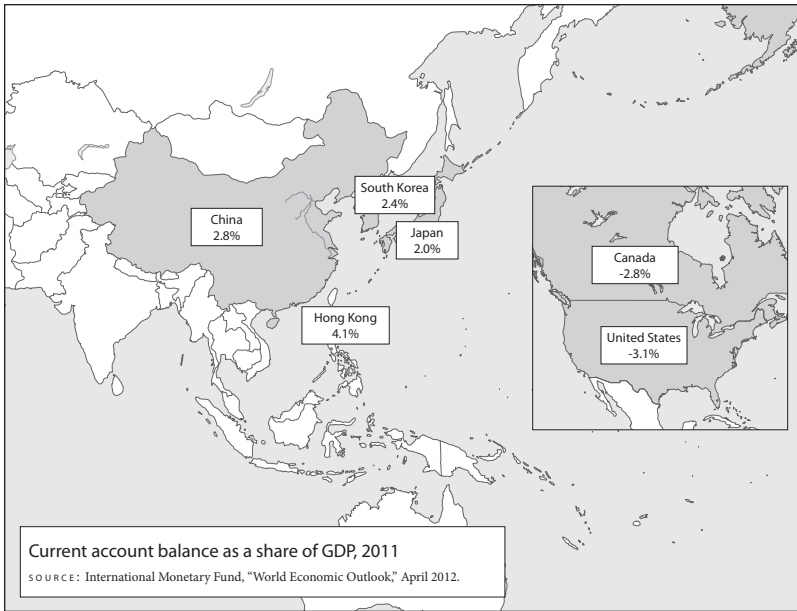 South Korea
2.4%
China
2.8%
Japan
2.0%
Canada
-2.8%
Hong Kong
4.1%
United States
-3.1%
Current account balance as a share of GDP, 2011
SOURCE: International Monetary Fund, “World Economic Outlook,” April 2012.